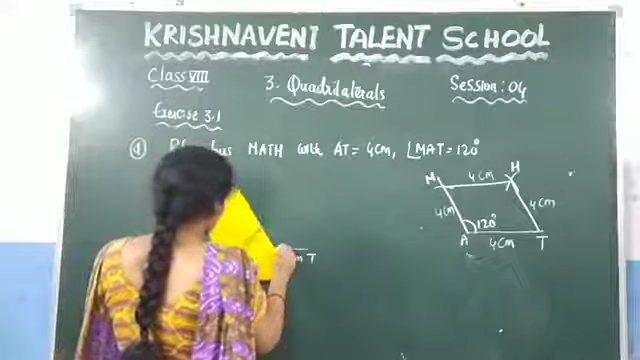 KRISHNAVENI TALENT SCHOOL
Class VIII
3. Quadrilaterals
Session: 04
Exercise 3.1
① MATH with AT= 4cm, ∠MAT= 120°
M 4cm H
4cm 4cm
120°
A 4cm T
T